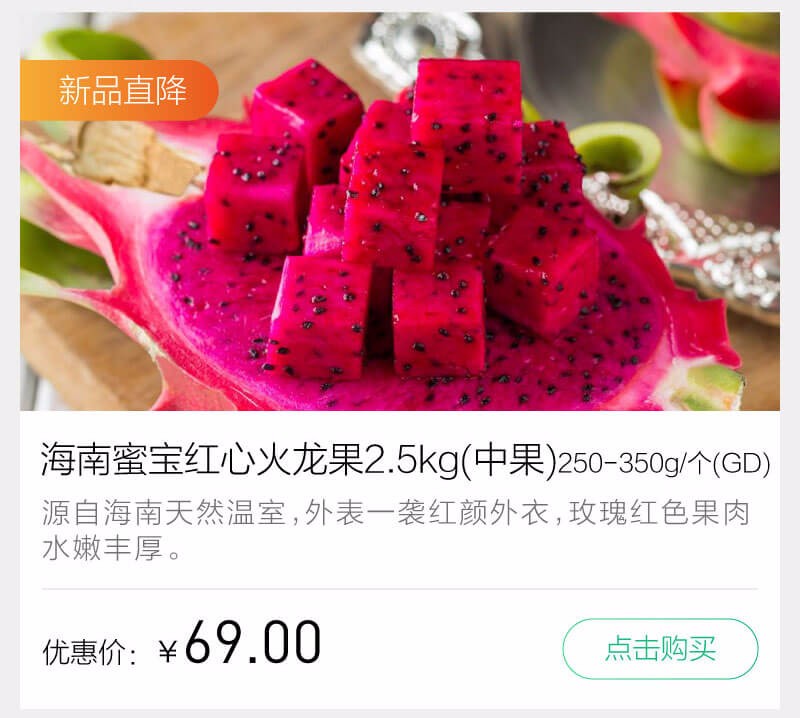 新品直降
海南蜜宝红心火龙果2.5kg(中果)250-350g/个(GD)
源自海南天然温室,外表一袭红颜外衣,玫瑰红色果肉
水嫩丰厚。
优惠价：￥69.00
点击购买